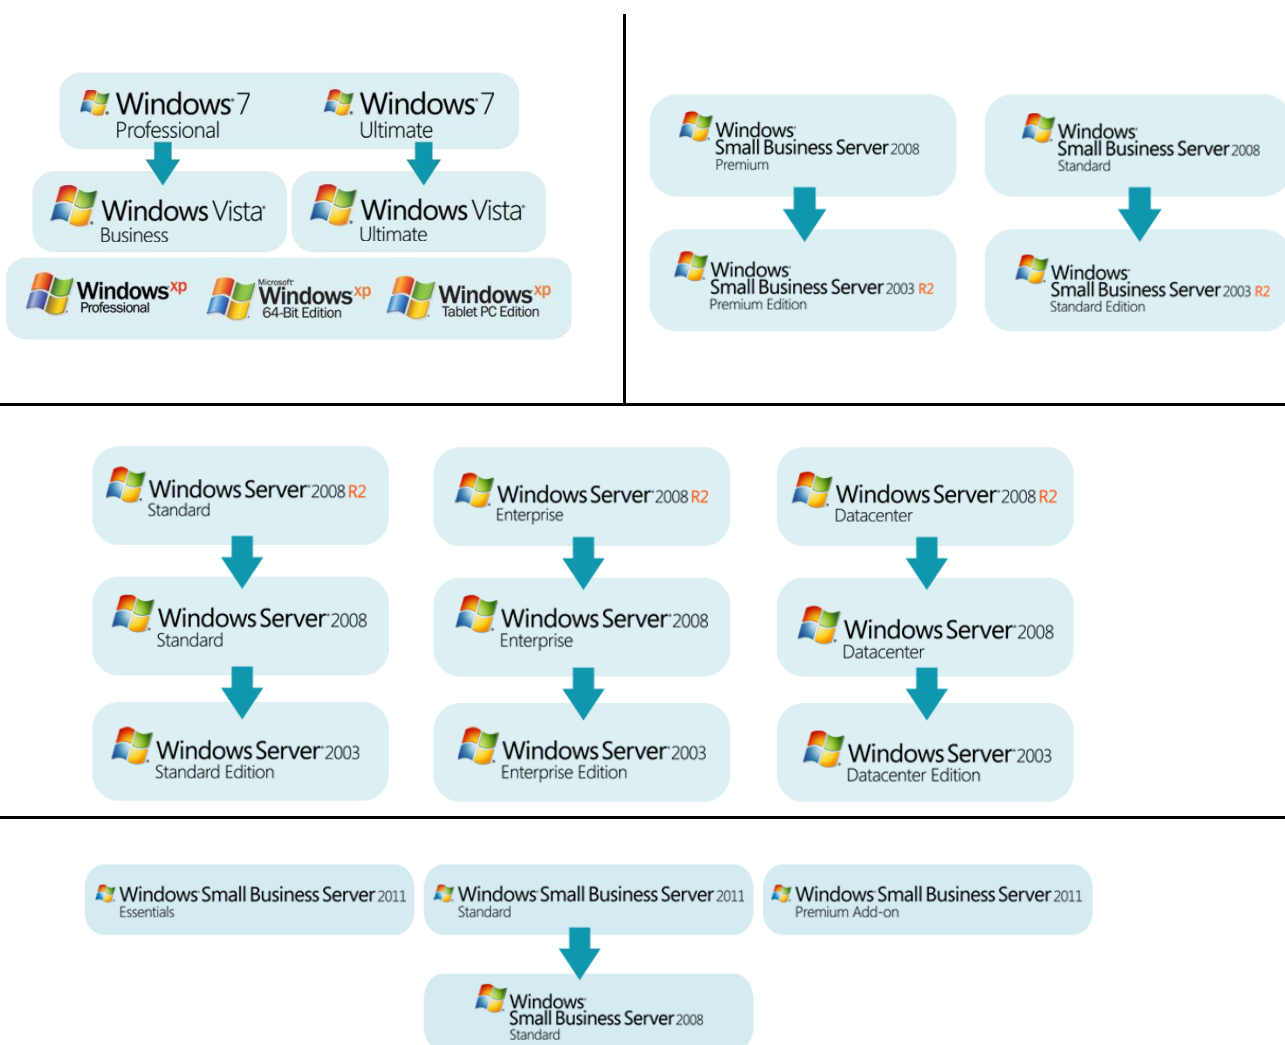 Windows 7
Professional
Windows 7
Ultimate
Windows Vista
Business
Windows Vista
Ultimate
Windows xp
Professional
Microsoft
Windows xp
64-Bit Edition
Windows xp
Tablet PC Edition
Windows
Small Business Server 2008
Premium
Windows
Small Business Server 2008
Standard
Windows
Small Business Server 2003 R2
Premium Edition
Windows
Small Business Server 2003 R2
Standard Edition
Windows Server 2008 R2
Standard
Windows Server 2008 R2
Enterprise
Windows Server 2008 R2
Datacenter
Windows Server 2008
Standard
Windows Server 2008
Enterprise
Windows Server 2008
Datacenter
Windows Server 2003
Standard Edition
Windows Server 2003
Enterprise Edition
Windows Server 2003
Datacenter Edition
Windows Small Business Server 2011
Essentials
Windows Small Business Server 2011
Standard
Windows Small Business Server 2011
Premium Add-on
Windows
Small Business Server 2008
Standard